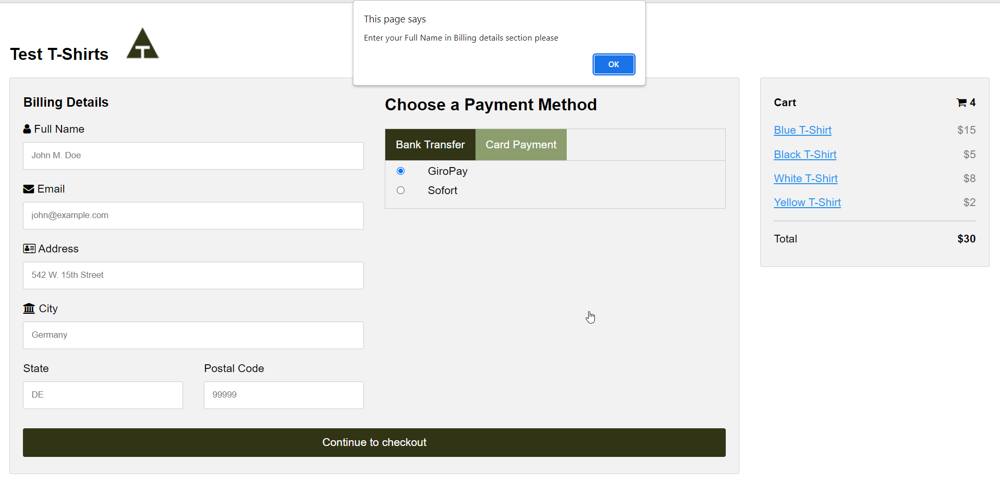 This page says
Enter your Full Name in Billing details section please
OK
Test T-Shirts
T
Billing Details
Full Name
John M. Doe
Email
john@example.com
Address
542 W. 15th Street
City
Germany
State
Postal Code
DE
99999
Choose a Payment Method
Bank Transfer
Card Payment
GiroPay
Sofort
Continue to checkout
Cart
4
Blue T-Shirt $15
Black T-Shirt $5
White T-Shirt $8
Yellow T-Shirt $2
Total $30